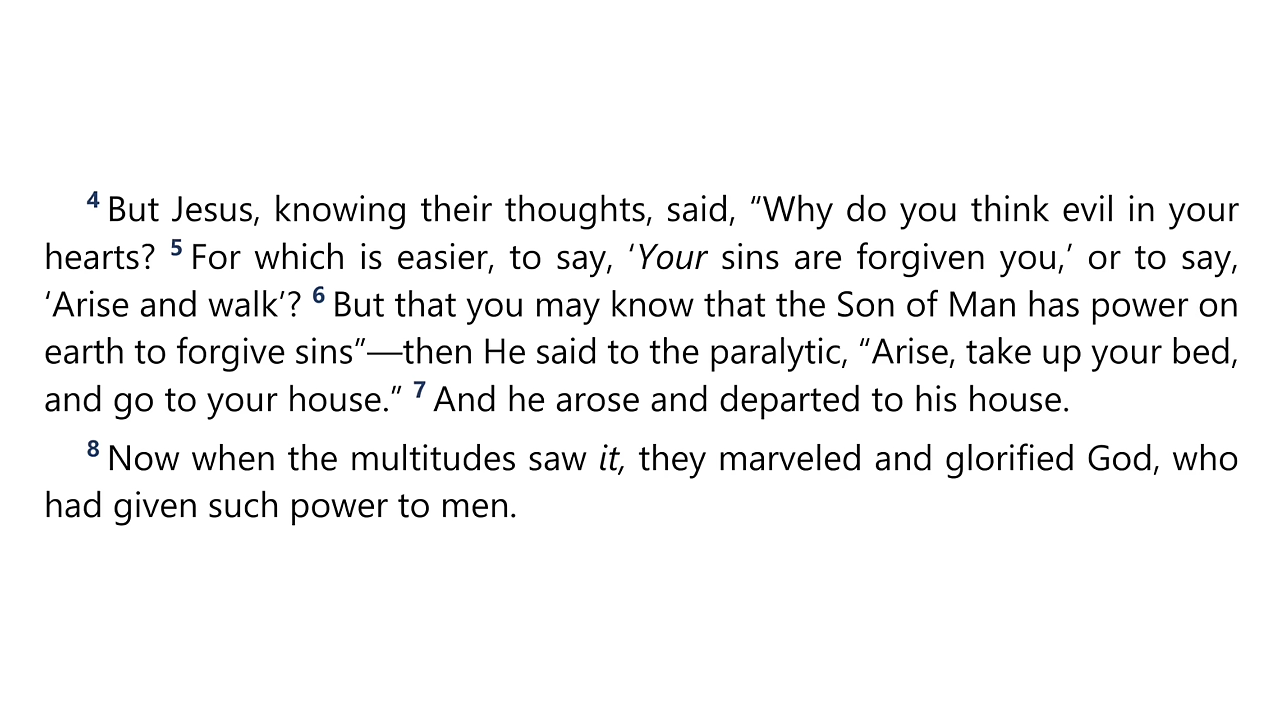 4 But Jesus, knowing their thoughts, said, “Why do you think evil in your
hearts? 5 For which is easier, to say, ‘Your sins are forgiven you,’ or to say,
‘Arise and walk’? 6 But that you may know that the Son of Man has power on
earth to forgive sins”—then He said to the paralytic, “Arise, take up your bed,
and go to your house.” 7 And he arose and departed to his house.
8 Now when the multitudes saw it, they marveled and glorified God, who
had given such power to men.